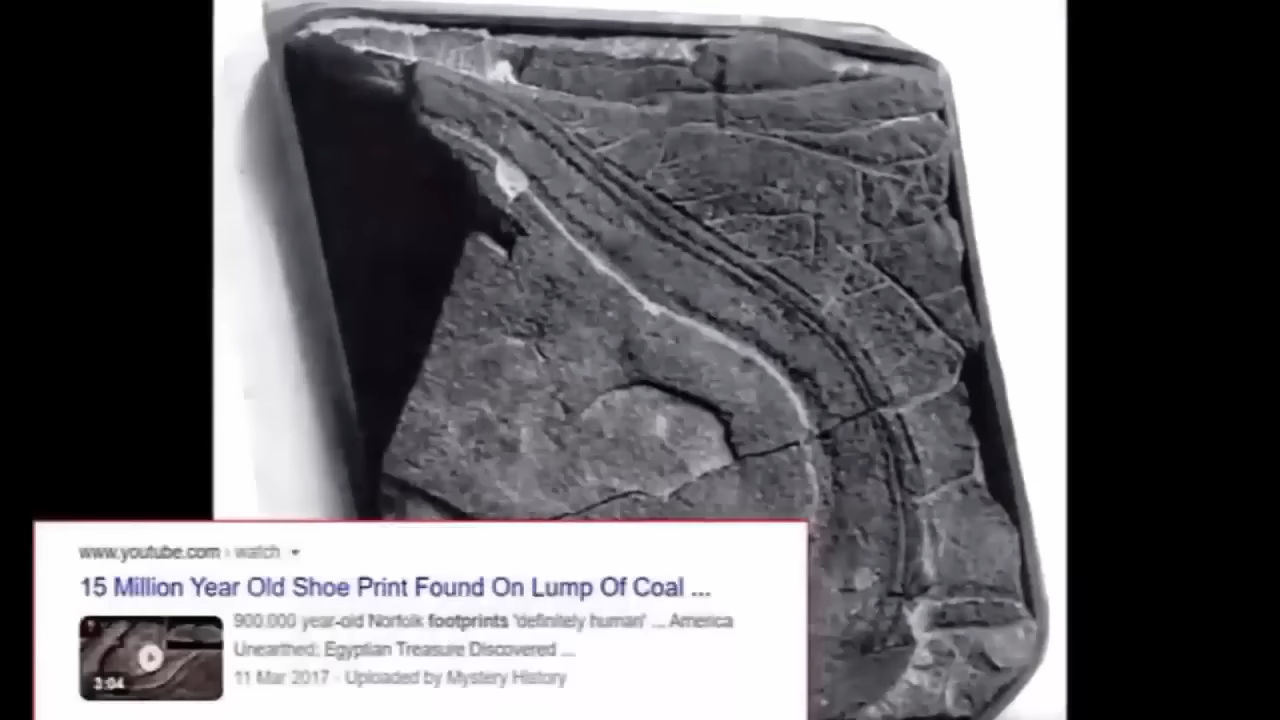 www.youtube.com › watch
15 Million Year Old Shoe Print Found On Lump Of Coal ...
900.000 year-old Norfolk footprints 'definitely human' ... America
Unearthed: Egyptian Treasure Discovered ...
3:04
11 Mar 2017 - Uploaded by Mystery History